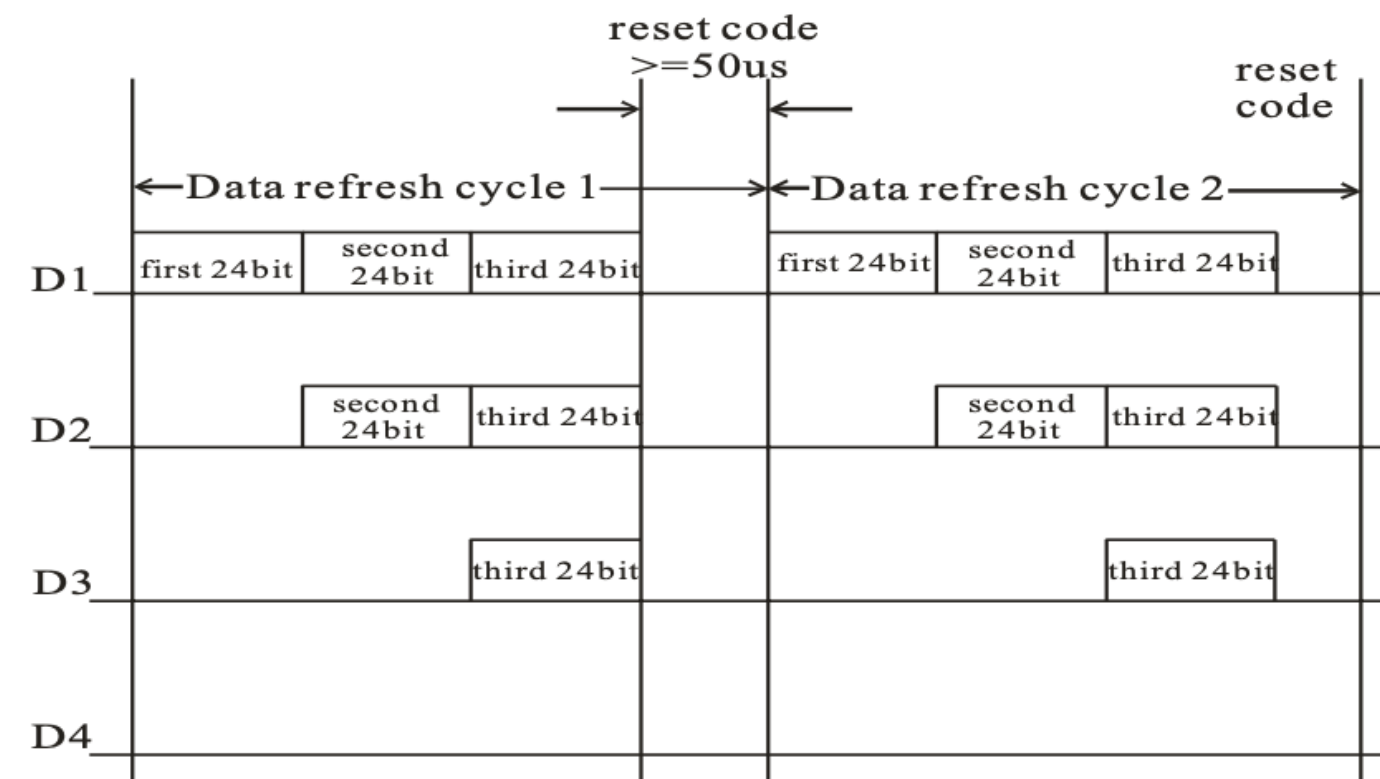 reset code
>=50us
reset
code
Data refresh cycle 1
Data refresh cycle 2
D1
first 24bit
second
24bit
third 24bit
first 24bit
second
24bit
third 24bit
D2
second
24bit
third 24bit
second
24bit
third 24bit
D3
third 24bit
third 24bit
D4